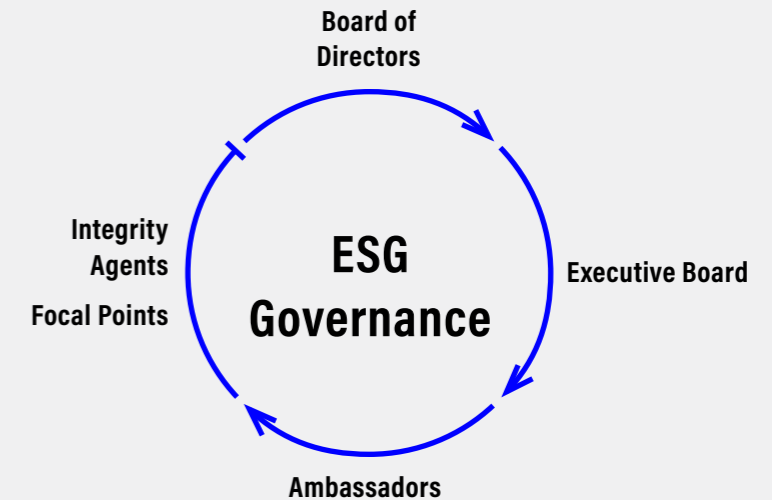 Board of
Directors
Integrity
Agents
Focal Points
ESG
Governance
Executive Board
Ambassadors